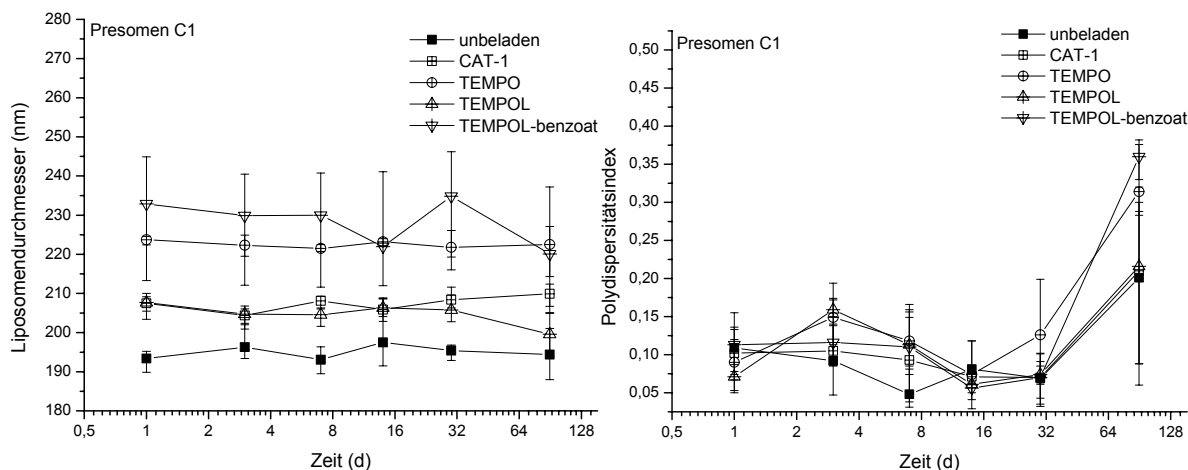 Presomen C1
unbeladen
CAT-1
TEMPO
TEMPOL
TEMPOL-benzoat
Liposomendurchmesser (nm)
280
270
260
250
240
230
220
210
200
190
180
0,5 1 2 4 8 16 32 64 128
Zeit (d)
Presomen C1
unbeladen
CAT-1
TEMPO
TEMPOL
TEMPOL-benzoat
Polydispersitätsindex
0,50
0,45
0,40
0,35
0,30
0,25
0,20
0,15
0,10
0,05
0,5 1 2 4 8 16 32 64 128
Zeit (d)